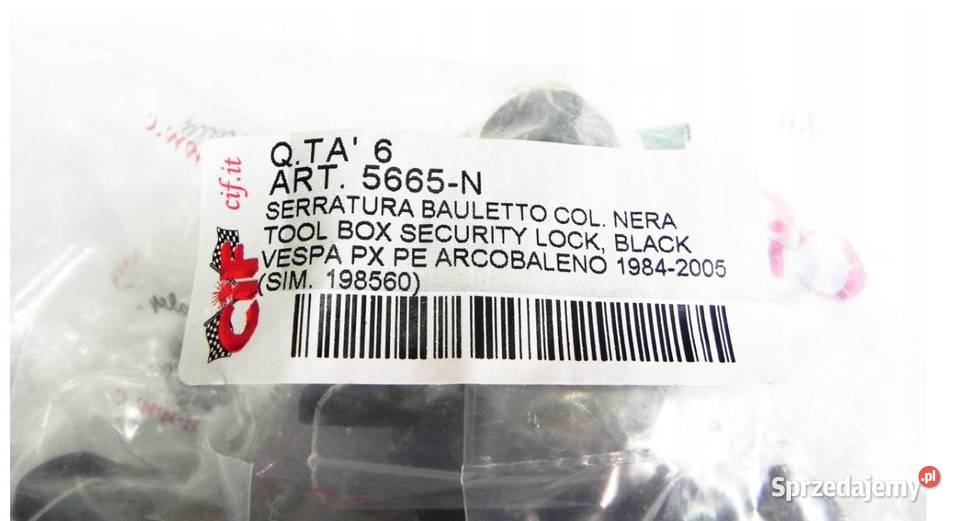 Q.TA' 6
ART. 5665-N
SERRATURA BAULETTO COL. NERA
TOOL BOX SECURITY LOCK, BLACK
VESPA PX PE ARCOBALENO 1984-2005
(SIM. 198560)
cif.it
CIF
Sprzedajemy.pl